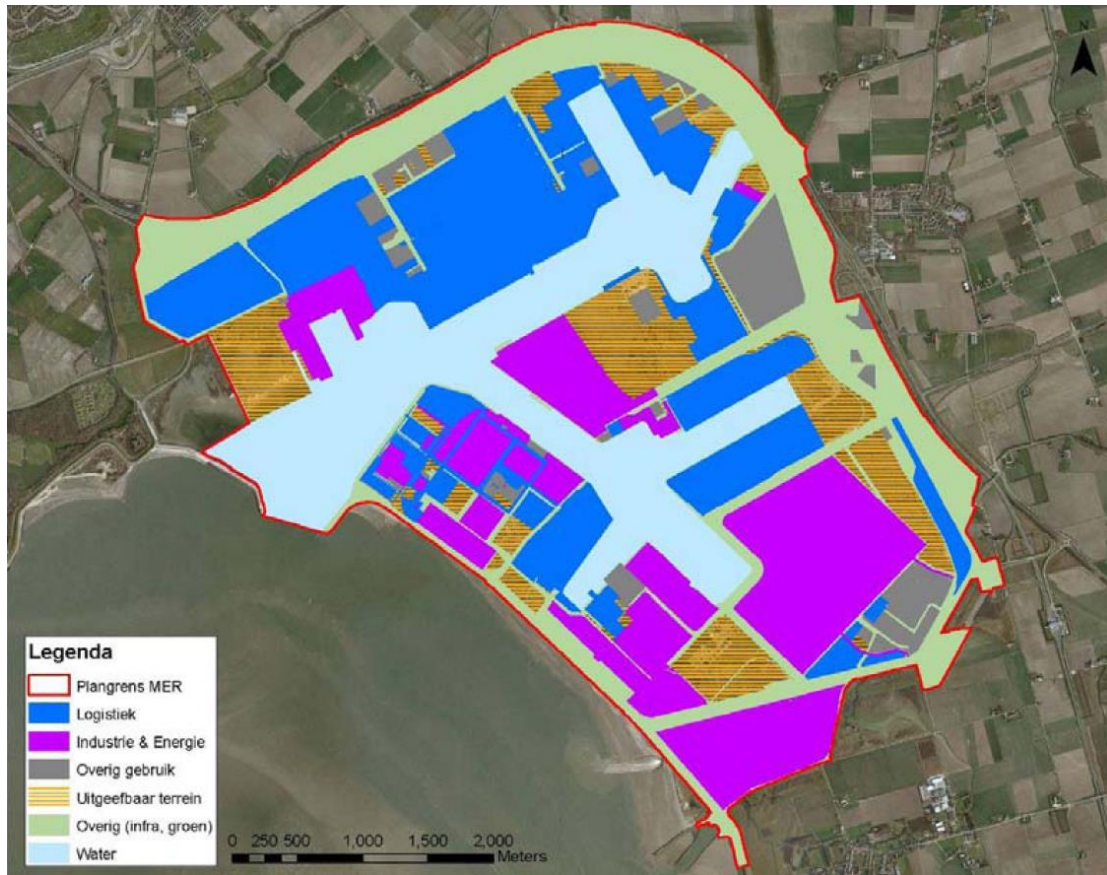 N
Legenda
Plangrens MER
Logistiek
Industrie & Energie
Overig gebruik
Uitgeefbaar terrein
Overig (infra, groen)
Water
0 250 500 1,000 1,500 2,000
Meters